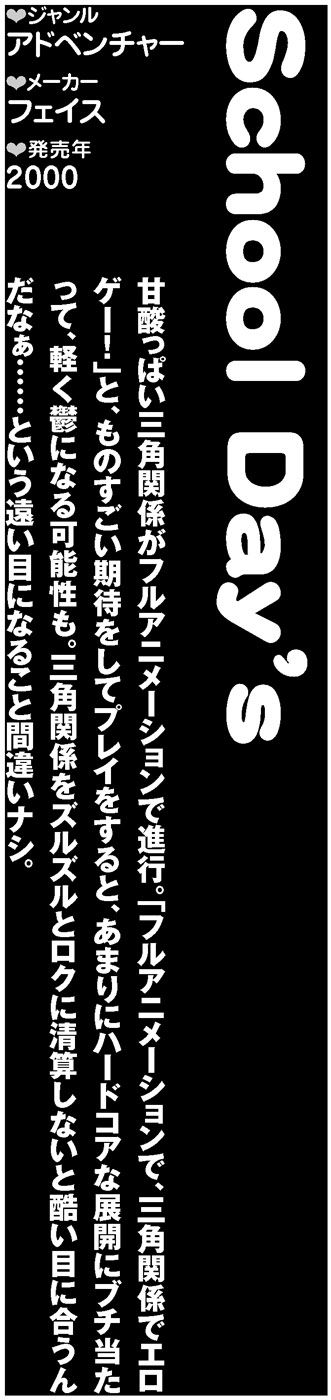 School Day's
❤ジャンル
アドベンチャー
❤メーカー
フェイス
❤発売年
2000
甘酸っぱい三角関係がフルアニメーションで進行。「フルアニメーションで、三角関係でエロ
ゲー！」と、ものすごい期待をしてプレイをすると、あまりにハードコアな展開にブチ当た
って、軽く鬱になる可能性も。三角関係をズルズルとロクに清算しないと酷い目に合うん
だなぁ……という遠い目になること間違いナシ。